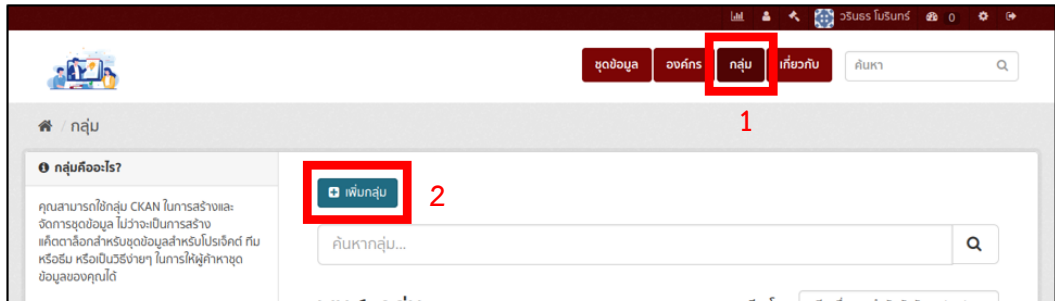 วรินธร โมรินทร์ 0
ชุดข้อมูล องค์กร กลุ่ม เกี่ยวกับ ค้นหา
1
/ กลุ่ม
กลุ่มคืออะไร?
คุณสามารถใช้กลุ่ม CKAN ในการสร้างและ
จัดการชุดข้อมูล ไม่ว่าจะเป็นการสร้าง
แค็ตตาล็อกสำหรับชุดข้อมูลสำหรับโปรเจ็คต์ ทีม
หรือธีม หรือเป็นวิธีง่ายๆ ในการให้ผู้ค้าหาชุด
ข้อมูลของคุณได้
เพิ่มกลุ่ม 2
ค้นหากลุ่ม...